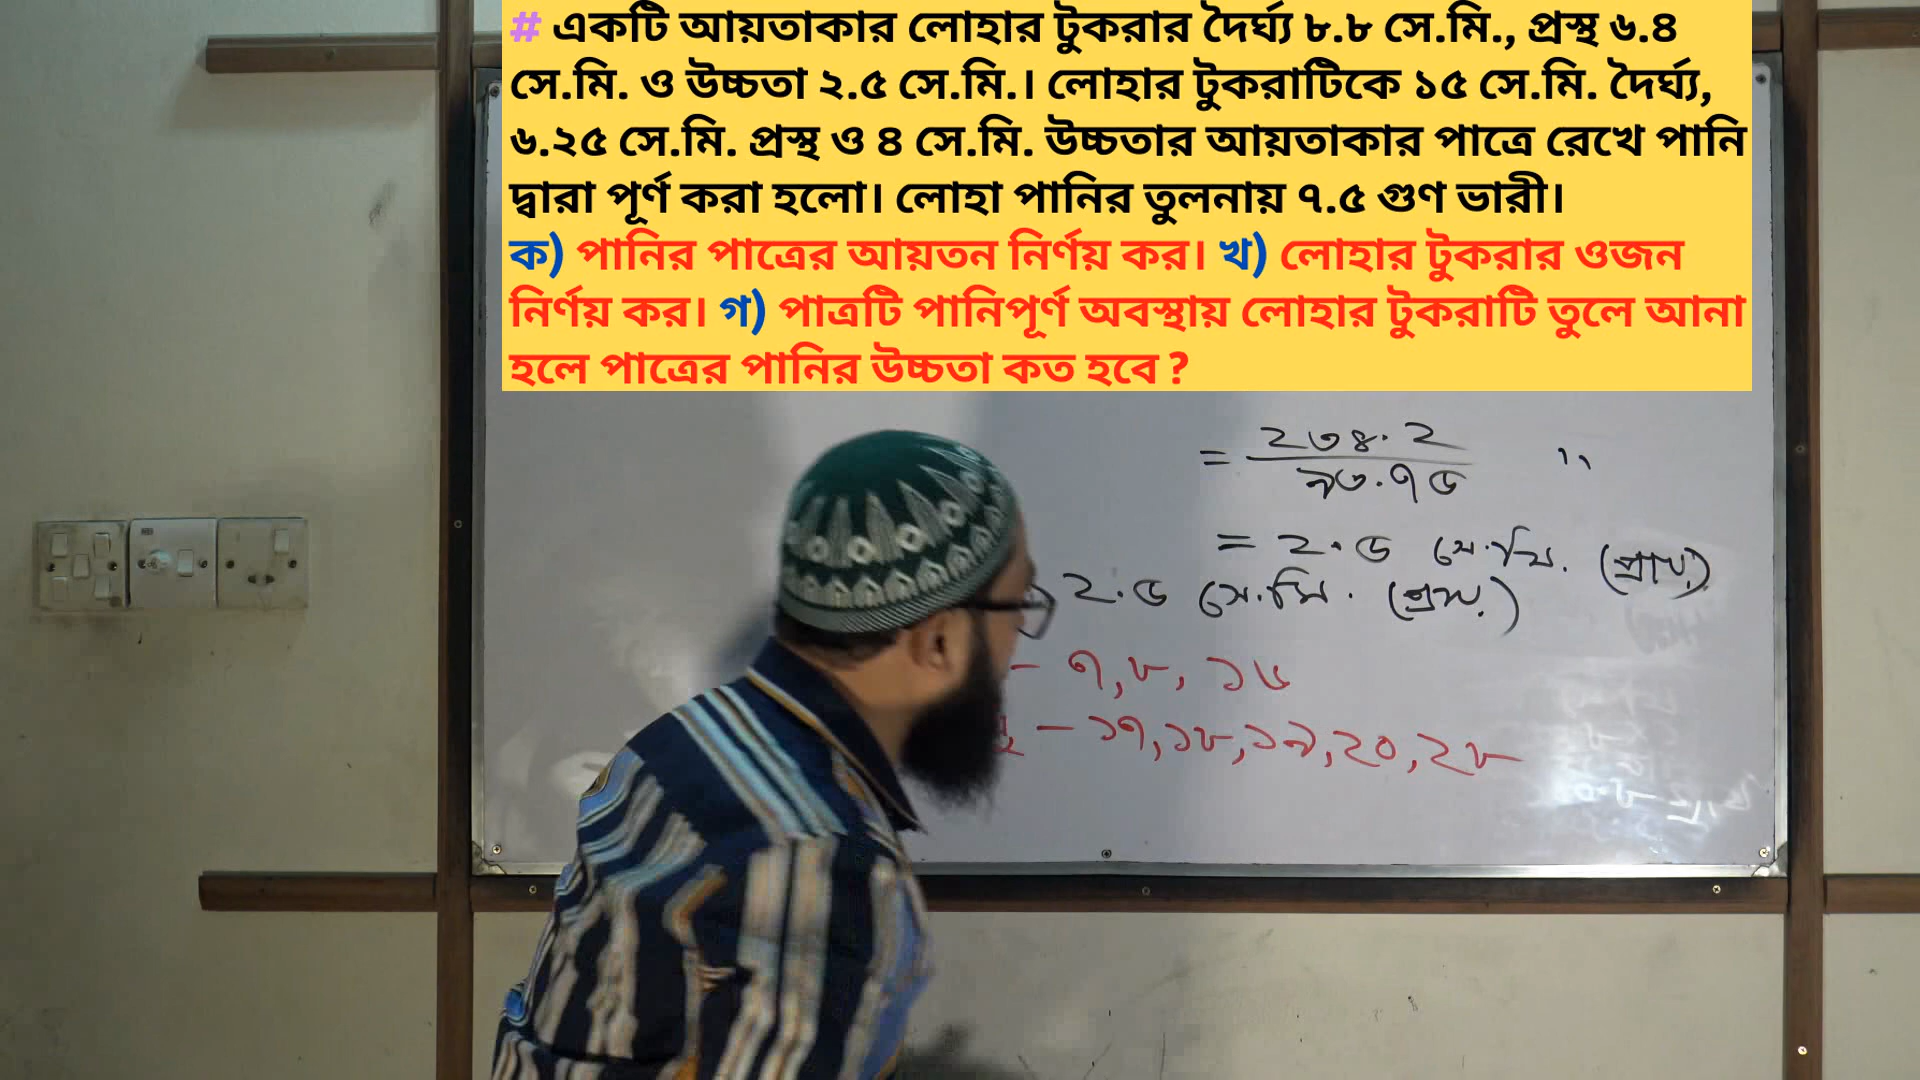 # একটি আয়তাকার লোহার টুকরার দৈর্ঘ্য ৮.৮ সে.মি., প্রস্থ ৬.৪
সে.মি. ও উচ্চতা ২.৫ সে.মি.। লোহার টুকরাটিকে ১৫ সে.মি. দৈর্ঘ্য,
৬.২৫ সে.মি. প্রস্থ ও ৪ সে.মি. উচ্চতার আয়তাকার পাত্রে রেখে পানি
দ্বারা পূর্ণ করা হলো। লোহা পানির তুলনায় ৭.৫ গুণ ভারী।
ক) পানির পাত্রের আয়তন নির্ণয় কর। খ) লোহার টুকরার ওজন
নির্ণয় কর। গ) পাত্রটি পানিপূর্ণ অবস্থায় লোহার টুকরাটি তুলে আনা
হলে পাত্রের পানির উচ্চতা কত হবে ?
= ২৩৪.২
৯৩.৭৫ ,,
= ২.৫ সে.মি. (প্রায়)
২.৫ সে.মি. (প্রায়)
- ৭,৮, ১৬
- ১৭,১৮,১৯,২০,২৮